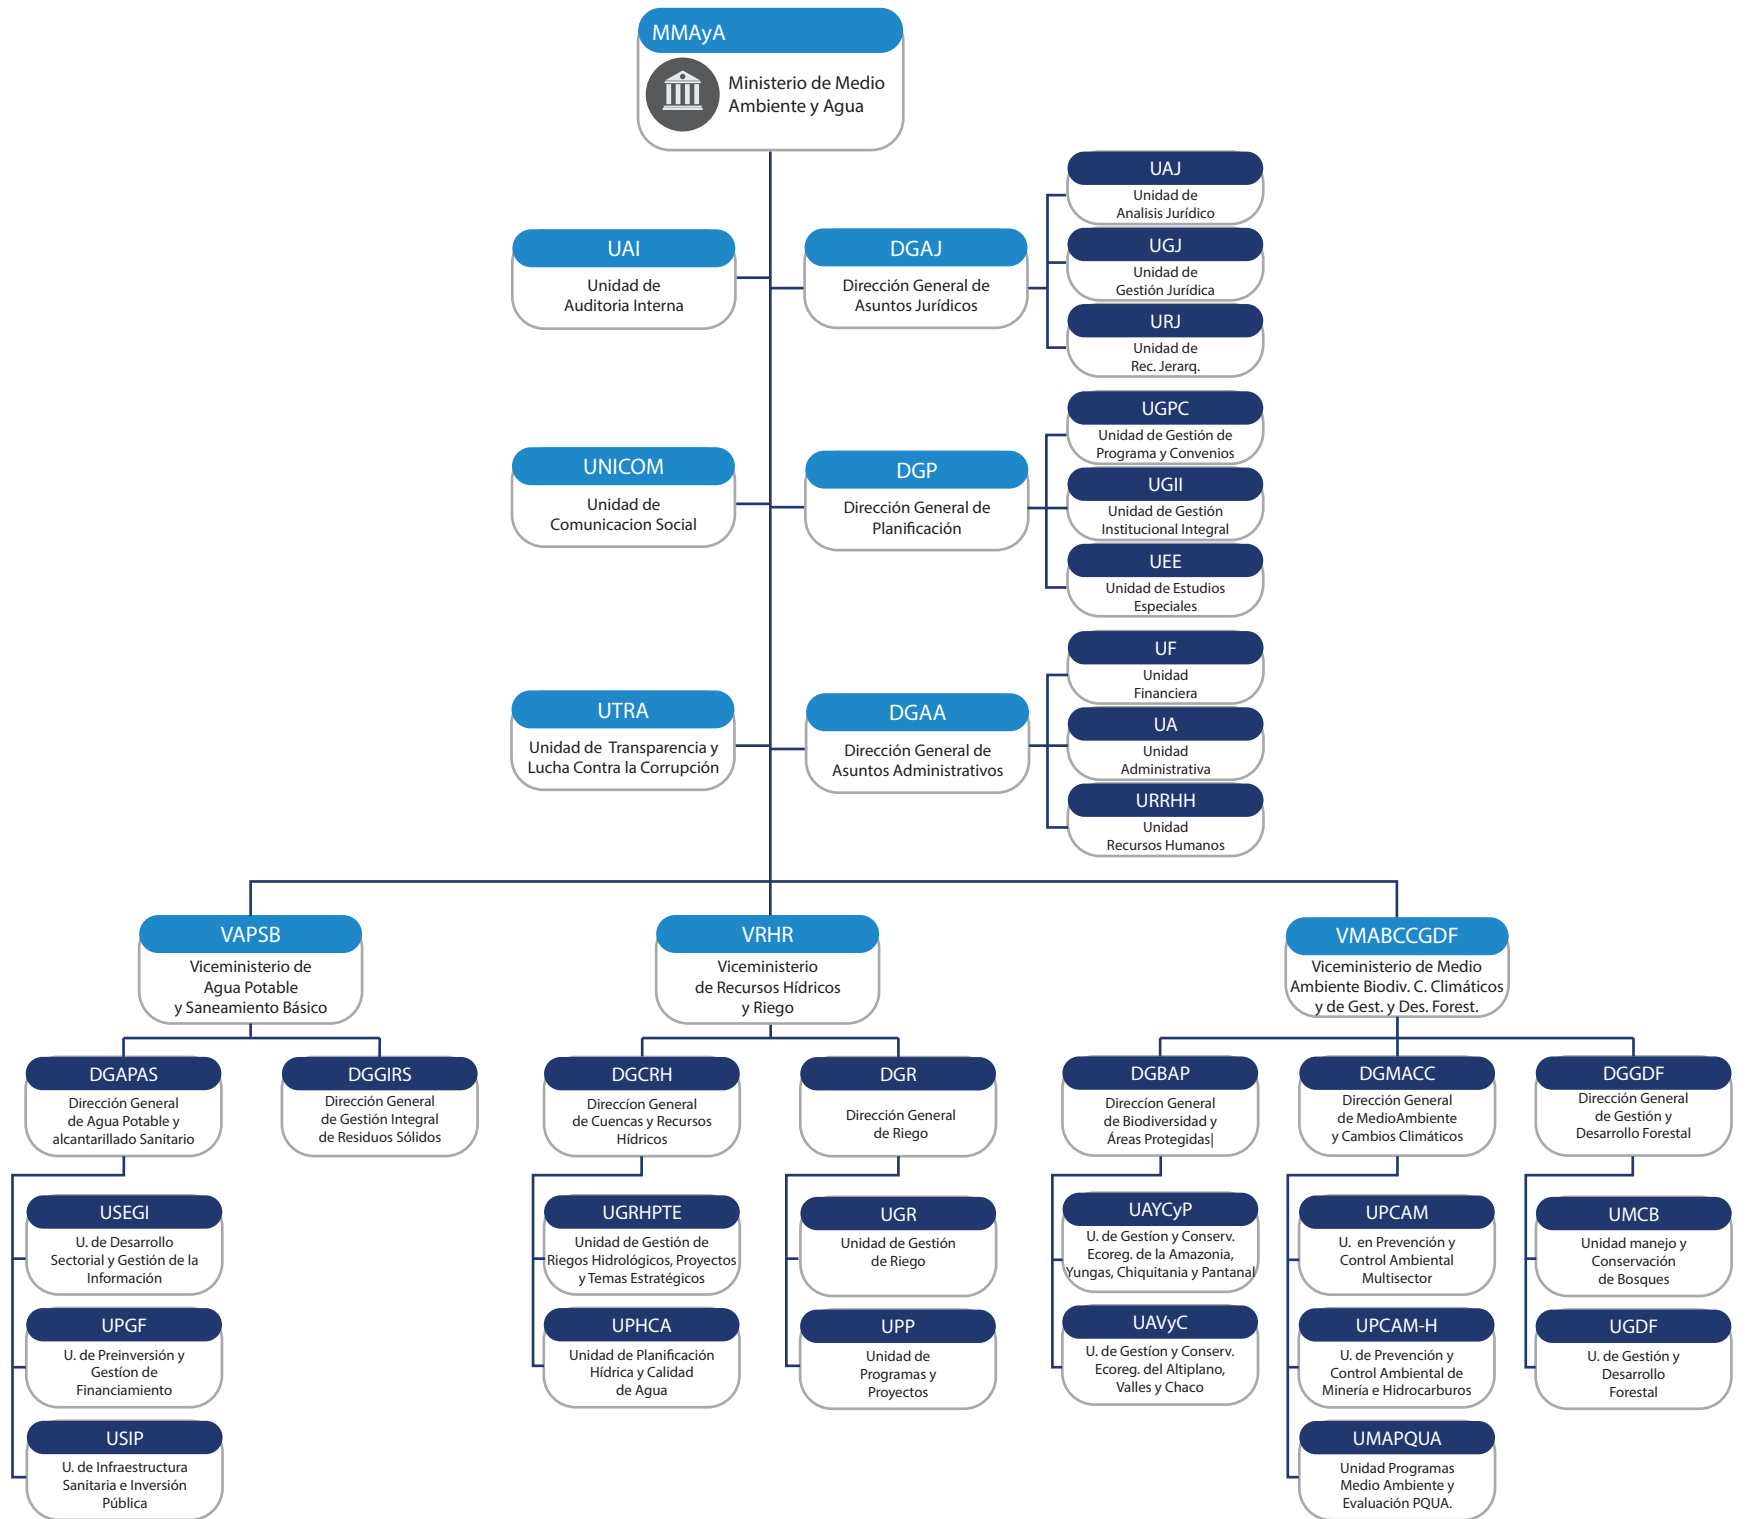 MMAyA
Ministerio de Medio
Ambiente y Agua
UAI
Unidad de
Auditoria Interna
DGAJ
Dirección General de
Asuntos Jurídicos
UAJ
Unidad de
Analisis Jurídico
UGJ
Unidad de
Gestión Jurídica
URJ
Unidad de
Rec. Jerarq.
UNICOM
Unidad de
Comunicacion Social
DGP
Dirección General de
Planificación
UGPC
Unidad de Gestión de
Programa y Convenios
UGII
Unidad de Gestión
Institucional Integral
UEE
Unidad de Estudios
Especiales
UTRA
Unidad de Transparencia y
Lucha Contra la Corrupción
DGAA
Dirección General de
Asuntos Administrativos
UF
Unidad
Financiera
UA
Unidad
Administrativa
URRHH
Unidad
Recursos Humanos
VAPSB
Viceministerio de
Agua Potable
y Saneamiento Básico
VRHR
Viceministerio
de Recursos Hídricos
y Riego
VMABCCGDF
Viceministerio de Medio
Ambiente Biodiv. C. Climáticos
y de Gest. y Des. Forest.
DGAPAS
Dirección General
de Agua Potable y
alcantarillado Sanitario
DGGIRS
Dirección General
de Gestión Integral
de Residuos Sólidos
DGCRH
Direccíon General
de Cuencas y Recursos
Hídricos
DGR
Dirección General
de Riego
DGBAP
Direccíon General
de Biodiversidad y
Áreas Protegidas|
DGMACC
Dirección General
de MedioAmbiente
y Cambios Climáticos
DGGDF
Dirección General
de Gestión y
Desarrollo Forestal
USEGI
U. de Desarrollo
Sectorial y Gestión de la
Información
UPGF
U. de Preinversión y
Gestíon de
Financiamiento
USIP
U. de Infraestructura
Sanitaria e Inversión
Pública
UGRHPTE
Unidad de Gestión de
Riegos Hidrológicos, Proyectos
y Temas Estratégicos
UPHCA
Unidad de Planificación
Hídrica y Calidad
de Agua
UGR
Unidad de Gestión
de Riego
UPP
Unidad de
Programas y
Proyectos
UAYCyP
U. de Gestíon y Conserv.
Ecoreg. de la Amazonia,
Yungas, Chiquitania y Pantanal
UAVyC
U. de Gestíon y Conserv.
Ecoreg. del Altiplano,
Valles y Chaco
UPCAM
U. en Prevención y
Control Ambiental
Multisector
UPCAM-H
U. de Prevención y
Control Ambiental de
Minería e Hidrocarburos
UMAPQUA
Unidad Programas
Medio Ambiente y
Evaluación PQUA.
UMCB
Unidad manejo y
Conservación
de Bosques
UGDF
U. de Gestión y
Desarrollo
Forestal